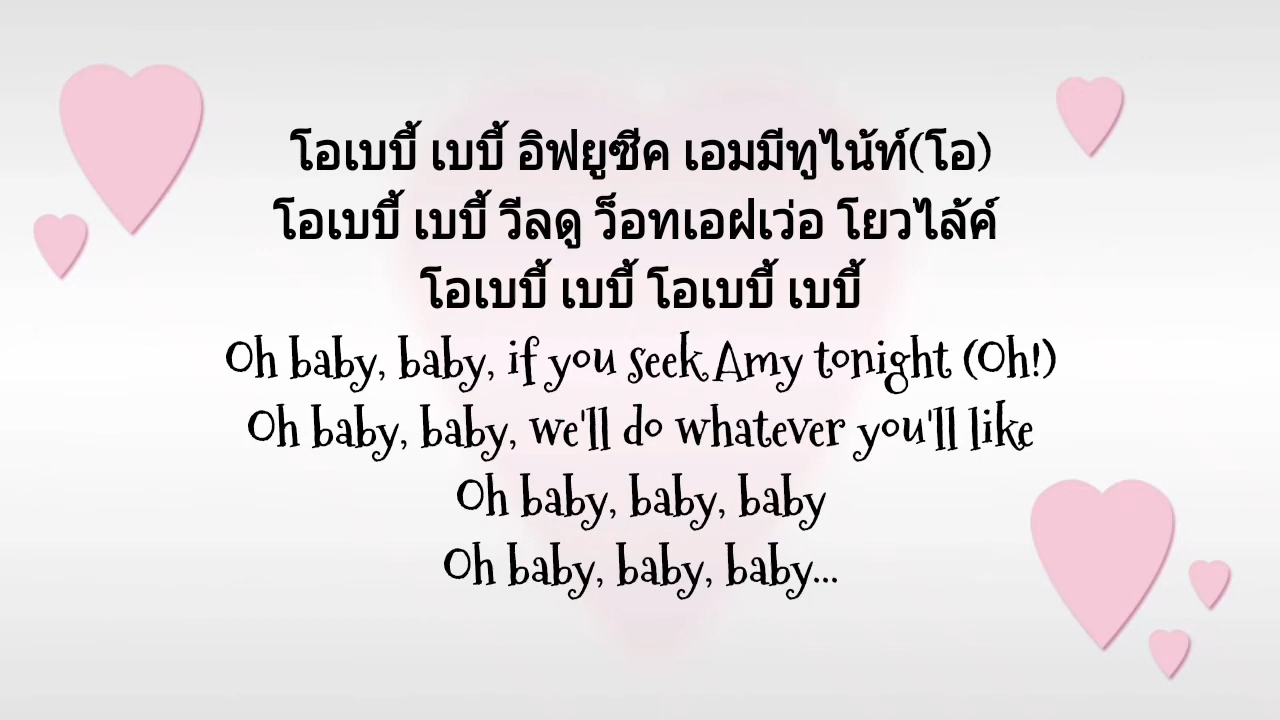 โอเบบี้ เบบี้ อิฟยูซีค เอมมีทูไน้ท์(โอ)
โอเบบี้ เบบี้ วีลดู ว็อทเอฝเว่อ โยวไล้ค์
โอเบบี้ เบบี้ โอเบบี้ เบบี้
Oh baby, baby, if you seek Amy tonight (Oh!)
Oh baby, baby, we'll do whatever you'll like
Oh baby, baby, baby
Oh baby, baby, baby...